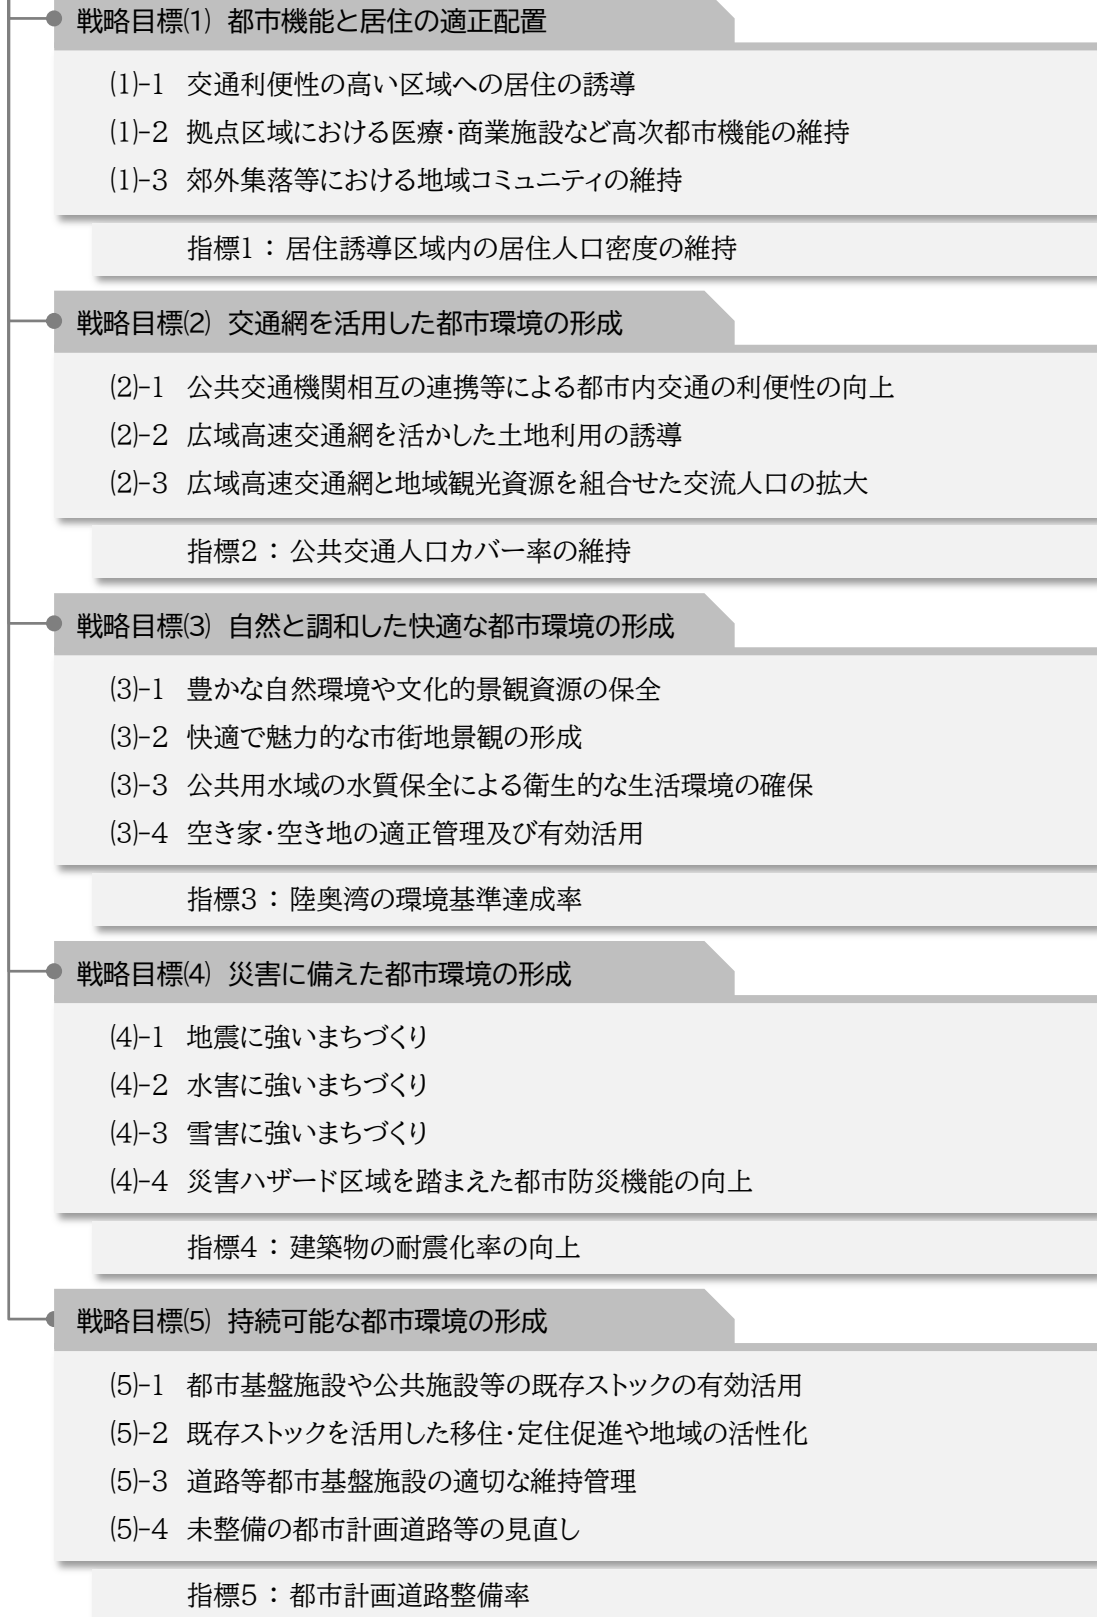 戦略目標⑴ 都市機能と居住の適正配置
⑴-1 交通利便性の高い区域への居住の誘導
⑴-2 拠点区域における医療・商業施設など高次都市機能の維持
⑴-3 郊外集落等における地域コミュニティの維持
指標1：居住誘導区域内の居住人口密度の維持
戦略目標⑵ 交通網を活用した都市環境の形成
⑵-1 公共交通機関相互の連携等による都市内交通の利便性の向上
⑵-2 広域高速交通網を活かした土地利用の誘導
⑵-3 広域高速交通網と地域観光資源を組合せた交流人口の拡大
指標2：公共交通人口カバー率の維持
戦略目標⑶ 自然と調和した快適な都市環境の形成
⑶-1 豊かな自然環境や文化的景観資源の保全
⑶-2 快適で魅力的な市街地景観の形成
⑶-3 公共用水域の水質保全による衛生的な生活環境の確保
⑶-4 空き家・空き地の適正管理及び有効活用
指標3：陸奥湾の環境基準達成率
戦略目標⑷ 災害に備えた都市環境の形成
⑷-1 地震に強いまちづくり
⑷-2 水害に強いまちづくり
⑷-3 雪害に強いまちづくり
⑷-4 災害ハザード区域を踏まえた都市防災機能の向上
指標4：建築物の耐震化率の向上
戦略目標⑸ 持続可能な都市環境の形成
⑸-1 都市基盤施設や公共施設等の既存ストックの有効活用
⑸-2 既存ストックを活用した移住・定住促進や地域の活性化
⑸-3 道路等都市基盤施設の適切な維持管理
⑸-4 未整備の都市計画道路等の見直し
指標5：都市計画道路整備率